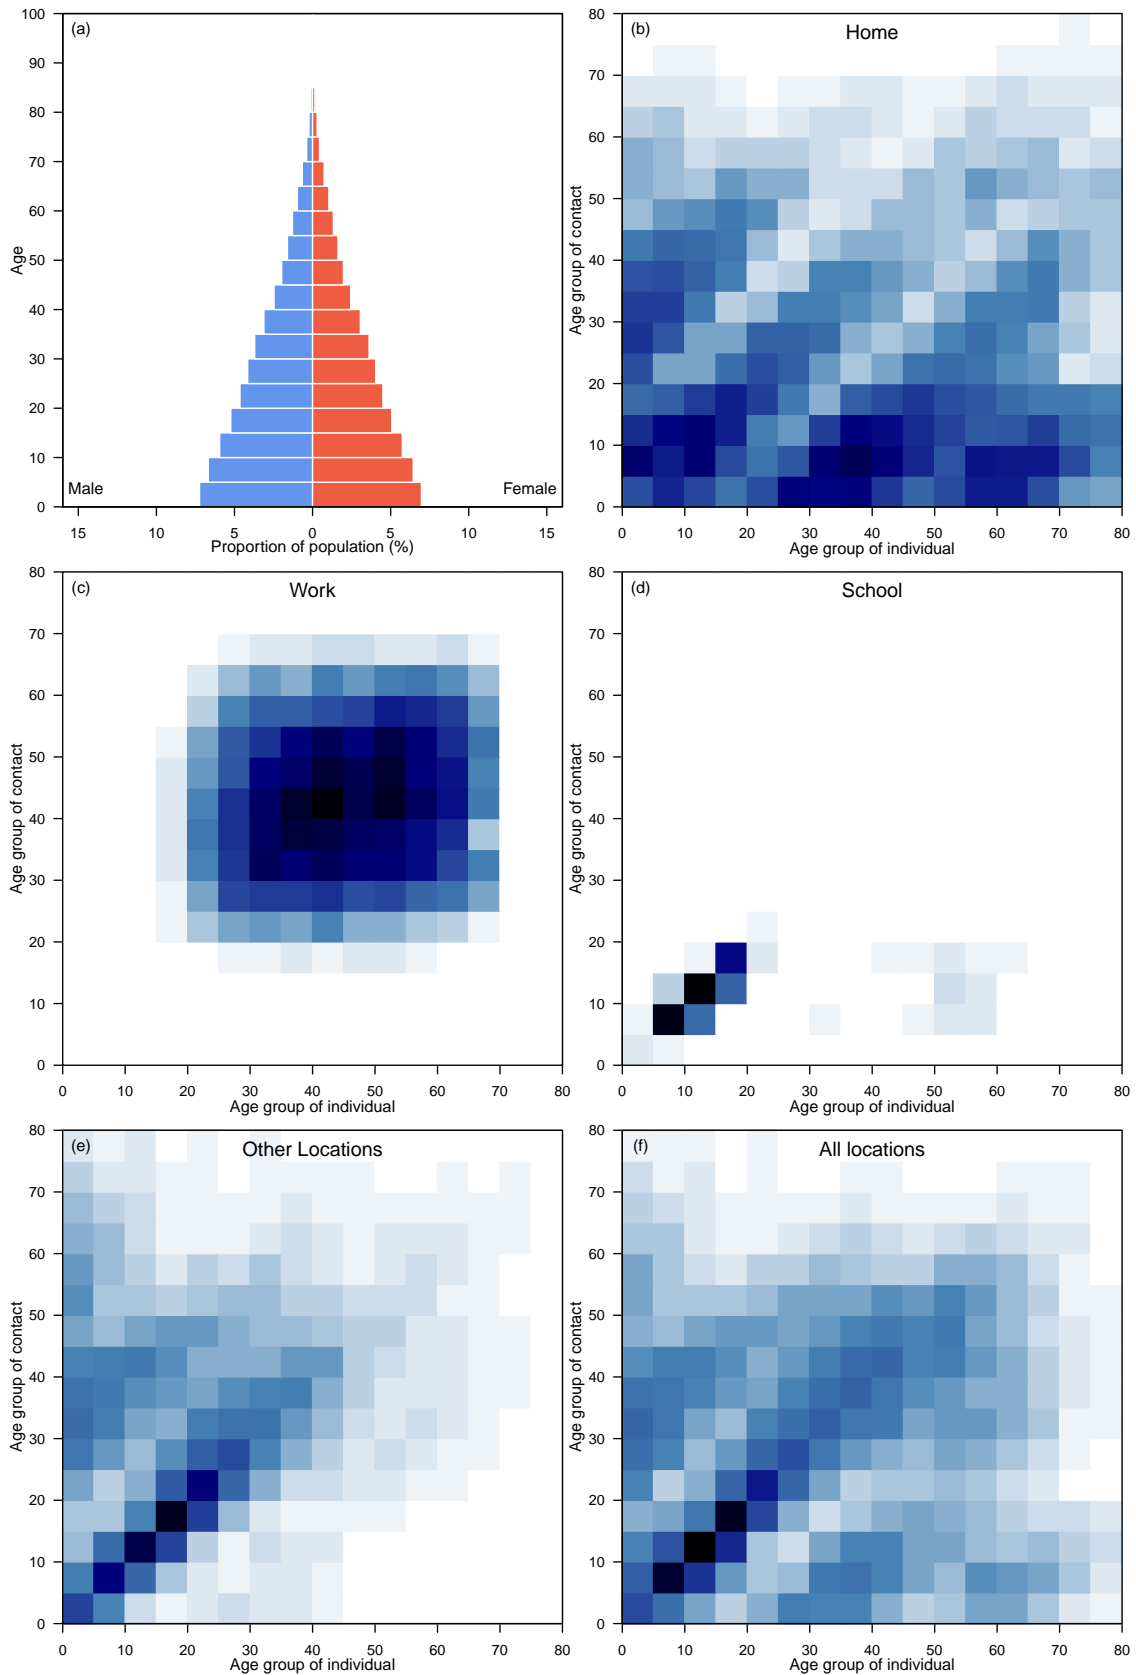 (a)
100
90
80
70
60
50
40
30
20
10
0
Age
Male
Female
15 10 5 0 5 10 15
Proportion of population (%)
(b)
Home
80
70
60
50
40
30
20
10
0
Age group of contact
0 10 20 30 40 50 60 70 80
Age group of individual
(c)
Work
80
70
60
50
40
30
20
10
0
Age group of contact
0 10 20 30 40 50 60 70 80
Age group of individual
(d)
School
80
70
60
50
40
30
20
10
0
Age group of contact
0 10 20 30 40 50 60 70 80
Age group of individual
(e)
Other Locations
80
70
60
50
40
30
20
10
0
Age group of contact
0 10 20 30 40 50 60 70 80
Age group of individual
(f)
All locations
80
70
60
50
40
30
20
10
0
Age group of contact
0 10 20 30 40 50 60 70 80
Age group of individual